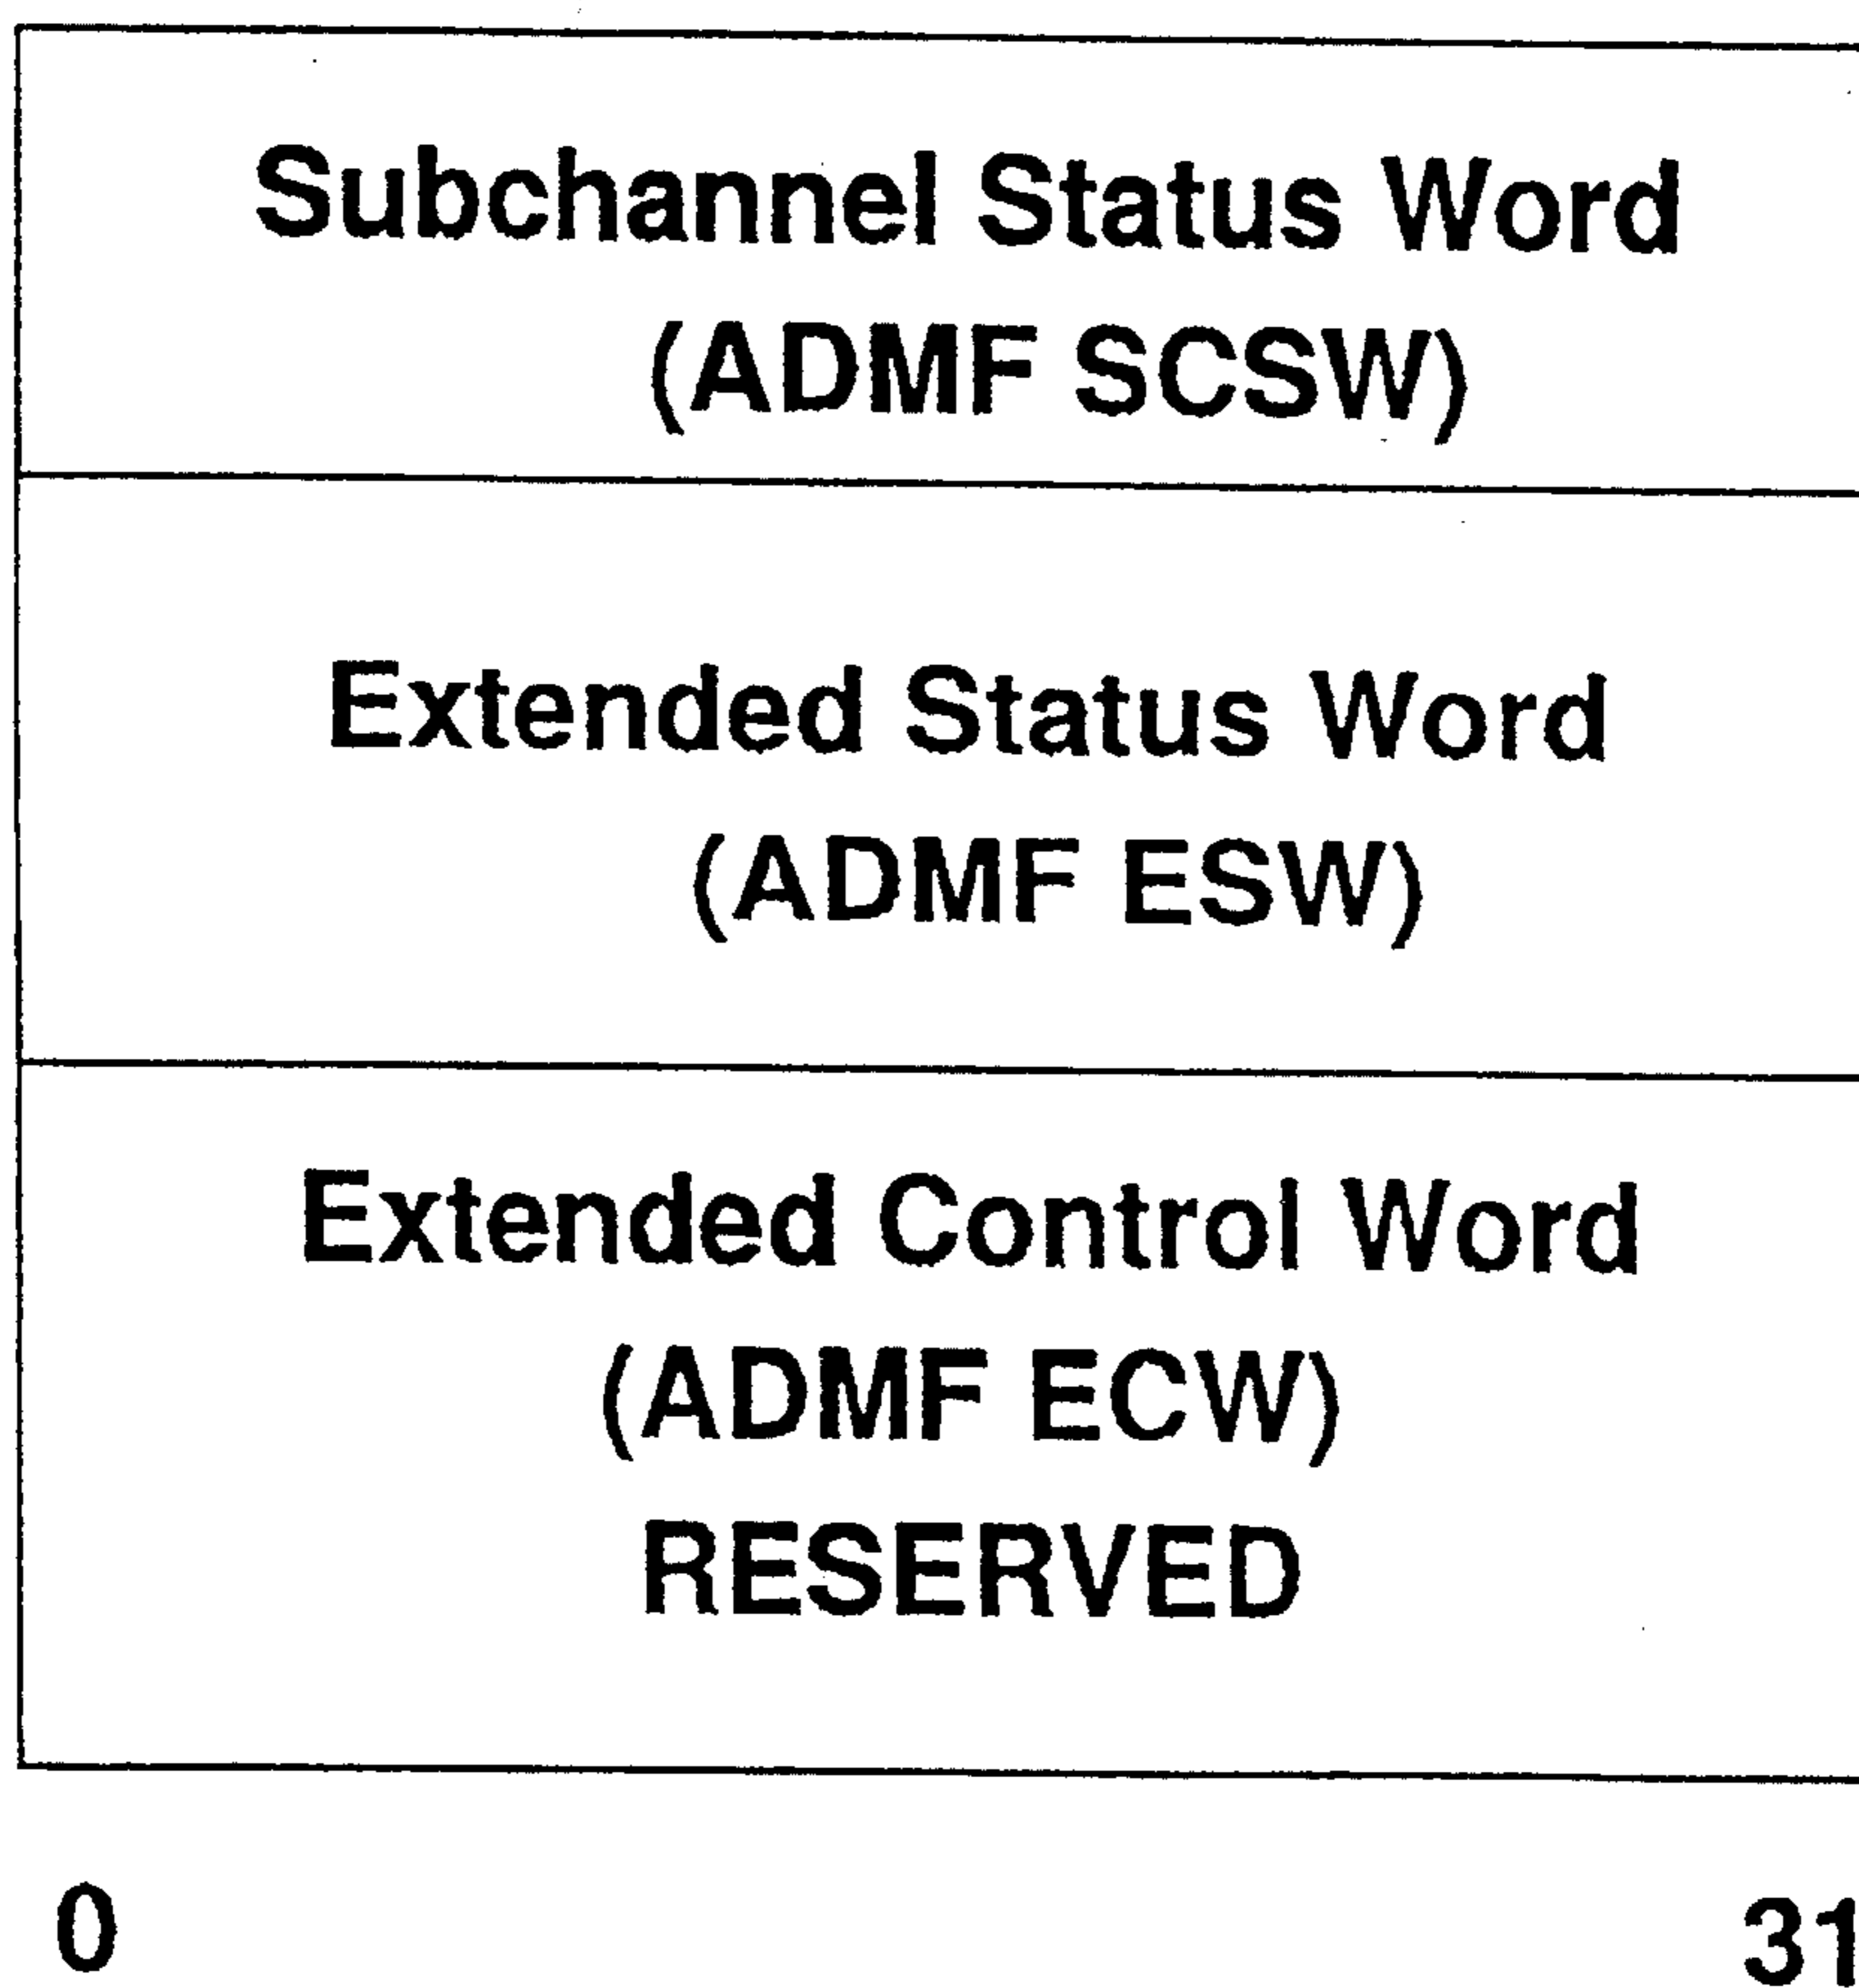 Subchannel Status Word
(ADMF SCSW)
Extended Status Word
(ADMF ESW)
Extended Control Word
(ADMF ECW)
RESERVED
0 31